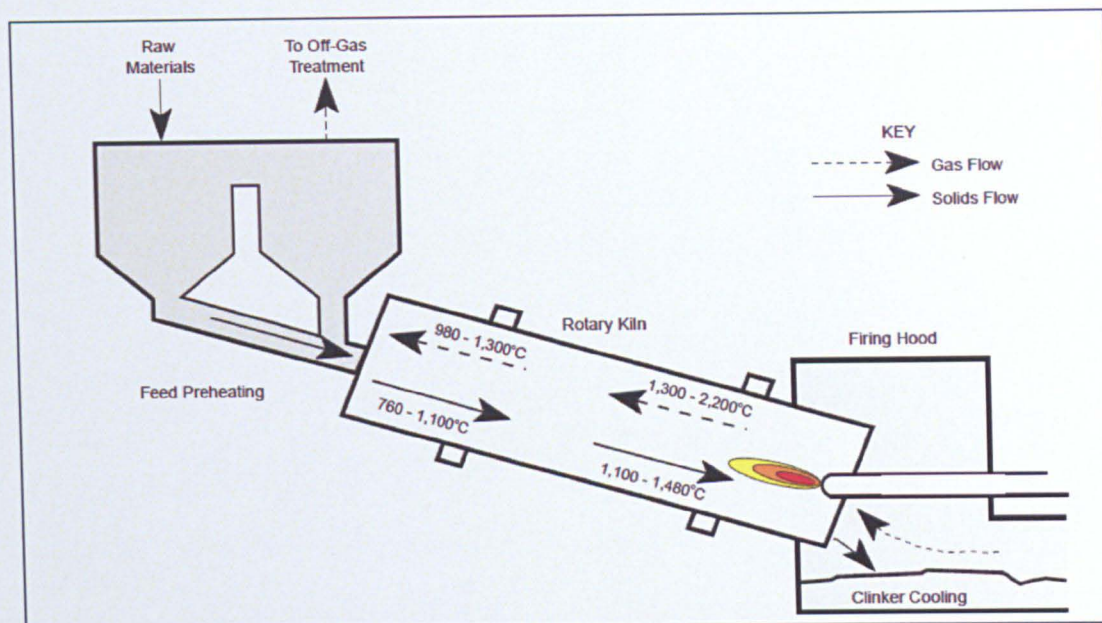 Raw
Materials
To Off-Gas
Treatment
KEY
Gas Flow
Solids Flow
Rotary Kiln
Firing Hood
980 - 1,300°C
1,300 - 2,200°C
Feed Preheating
760 - 1,100°C
1,100 - 1,480°C
Clinker Cooling